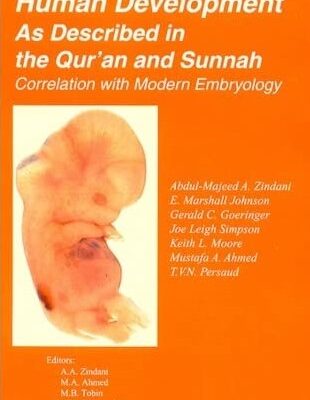 Human Development
As Described in
the Qur'an and Sunnah
Correlation with Modern Embryology
Abdul-Majeed A. Zindani
E. Marshall Johnson
Gerald C. Goeringer
Joe Leigh Simpson
Keith L. Moore
Mustafa A. Ahmed
T.V.N. Persaud
Editors:
A.A. Zindani
M.A. Ahmed
M.B. Tobin